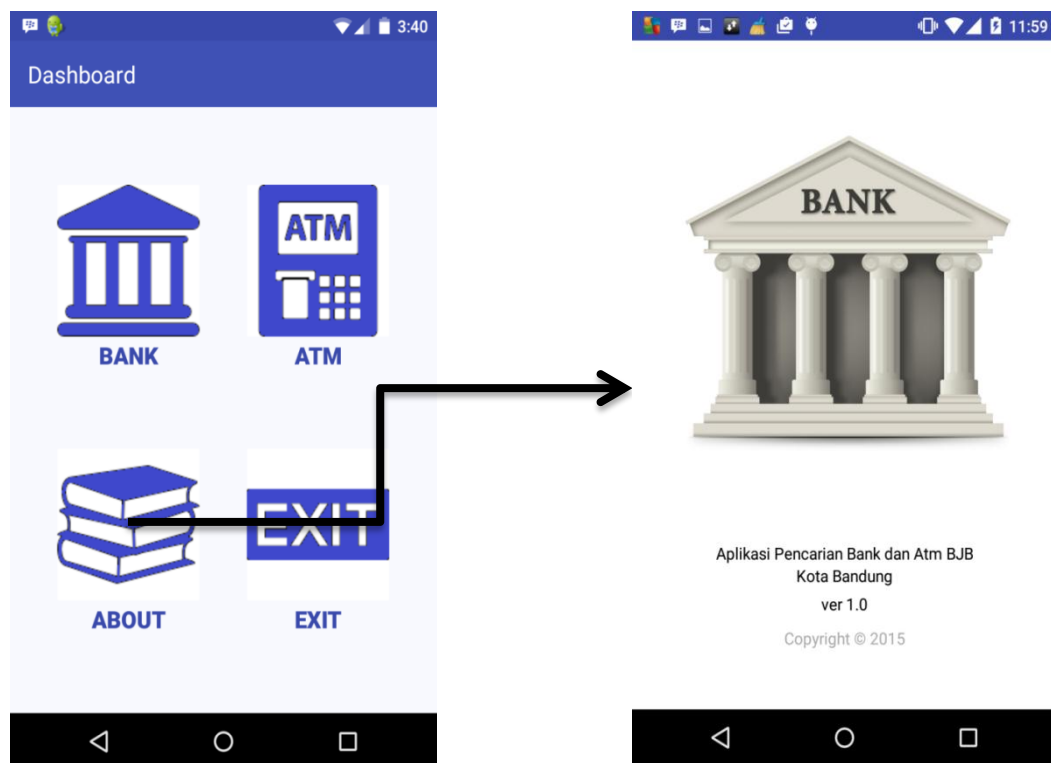 3:40
Dashboard
ATM
BANK
ATM
EXIT
ABOUT
EXIT
11:59
BANK
Aplikasi Pencarian Bank dan Atm BJB
Kota Bandung
ver 1.0
Copyright © 2015